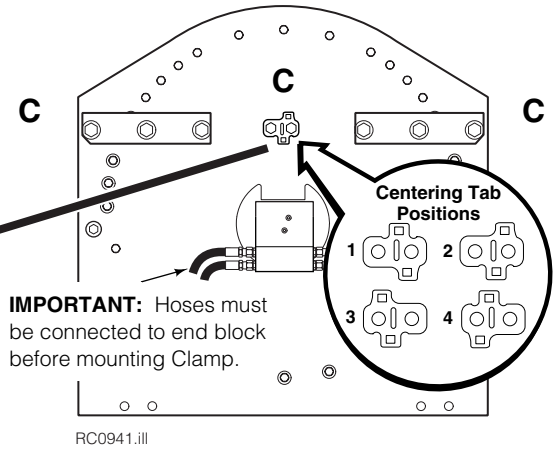 C
C
C
Centering Tab
Positions
1
2
3
4
IMPORTANT: Hoses must
be connected to end block
before mounting Clamp.
RC0941.ill